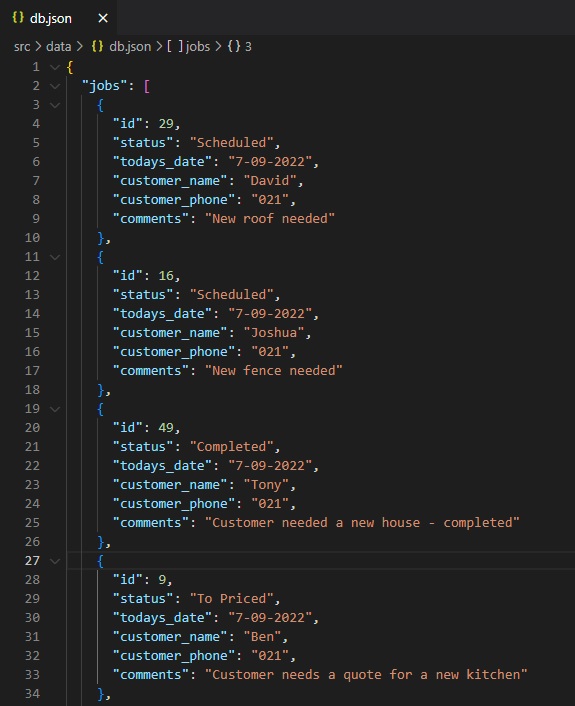 {} db.json ×
src > data > {} db.json > [ ] jobs > {} 3
1 {
2 "jobs": [
3 {
4 "id": 29,
5 "status": "Scheduled",
6 "todays_date": "7-09-2022",
7 "customer_name": "David",
8 "customer_phone": "021",
9 "comments": "New roof needed"
10 },
11 {
12 "id": 16,
13 "status": "Scheduled",
14 "todays_date": "7-09-2022",
15 "customer_name": "Joshua",
16 "customer_phone": "021",
17 "comments": "New fence needed"
18 },
19 {
20 "id": 49,
21 "status": "Completed",
22 "todays_date": "7-09-2022",
23 "customer_name": "Tony",
24 "customer_phone": "021",
25 "comments": "Customer needed a new house - completed"
26 },
27 {
28 "id": 9,
29 "status": "To Priced",
30 "todays_date": "7-09-2022",
31 "customer_name": "Ben",
32 "customer_phone": "021",
33 "comments": "Customer needs a quote for a new kitchen"
34 },